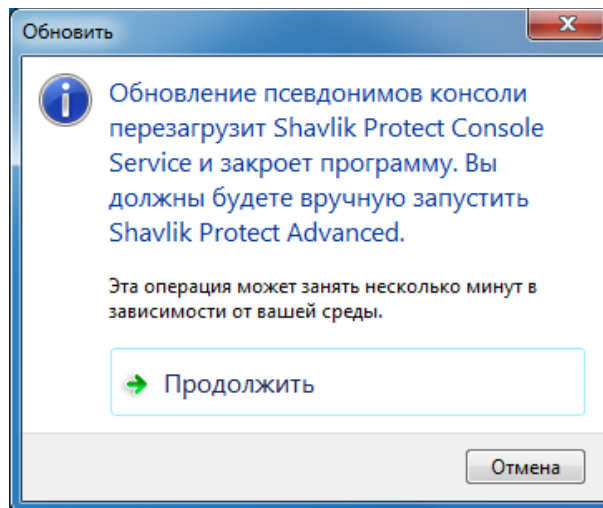 Обновить
Обновление псевдонимов консоли
перезагрузит Shavlik Protect Console
Service и закроет программу. Вы
должны будете вручную запустить
Shavlik Protect Advanced.
Эта операция может занять несколько минут в
зависимости от вашей среды.
Продолжить
Отмена